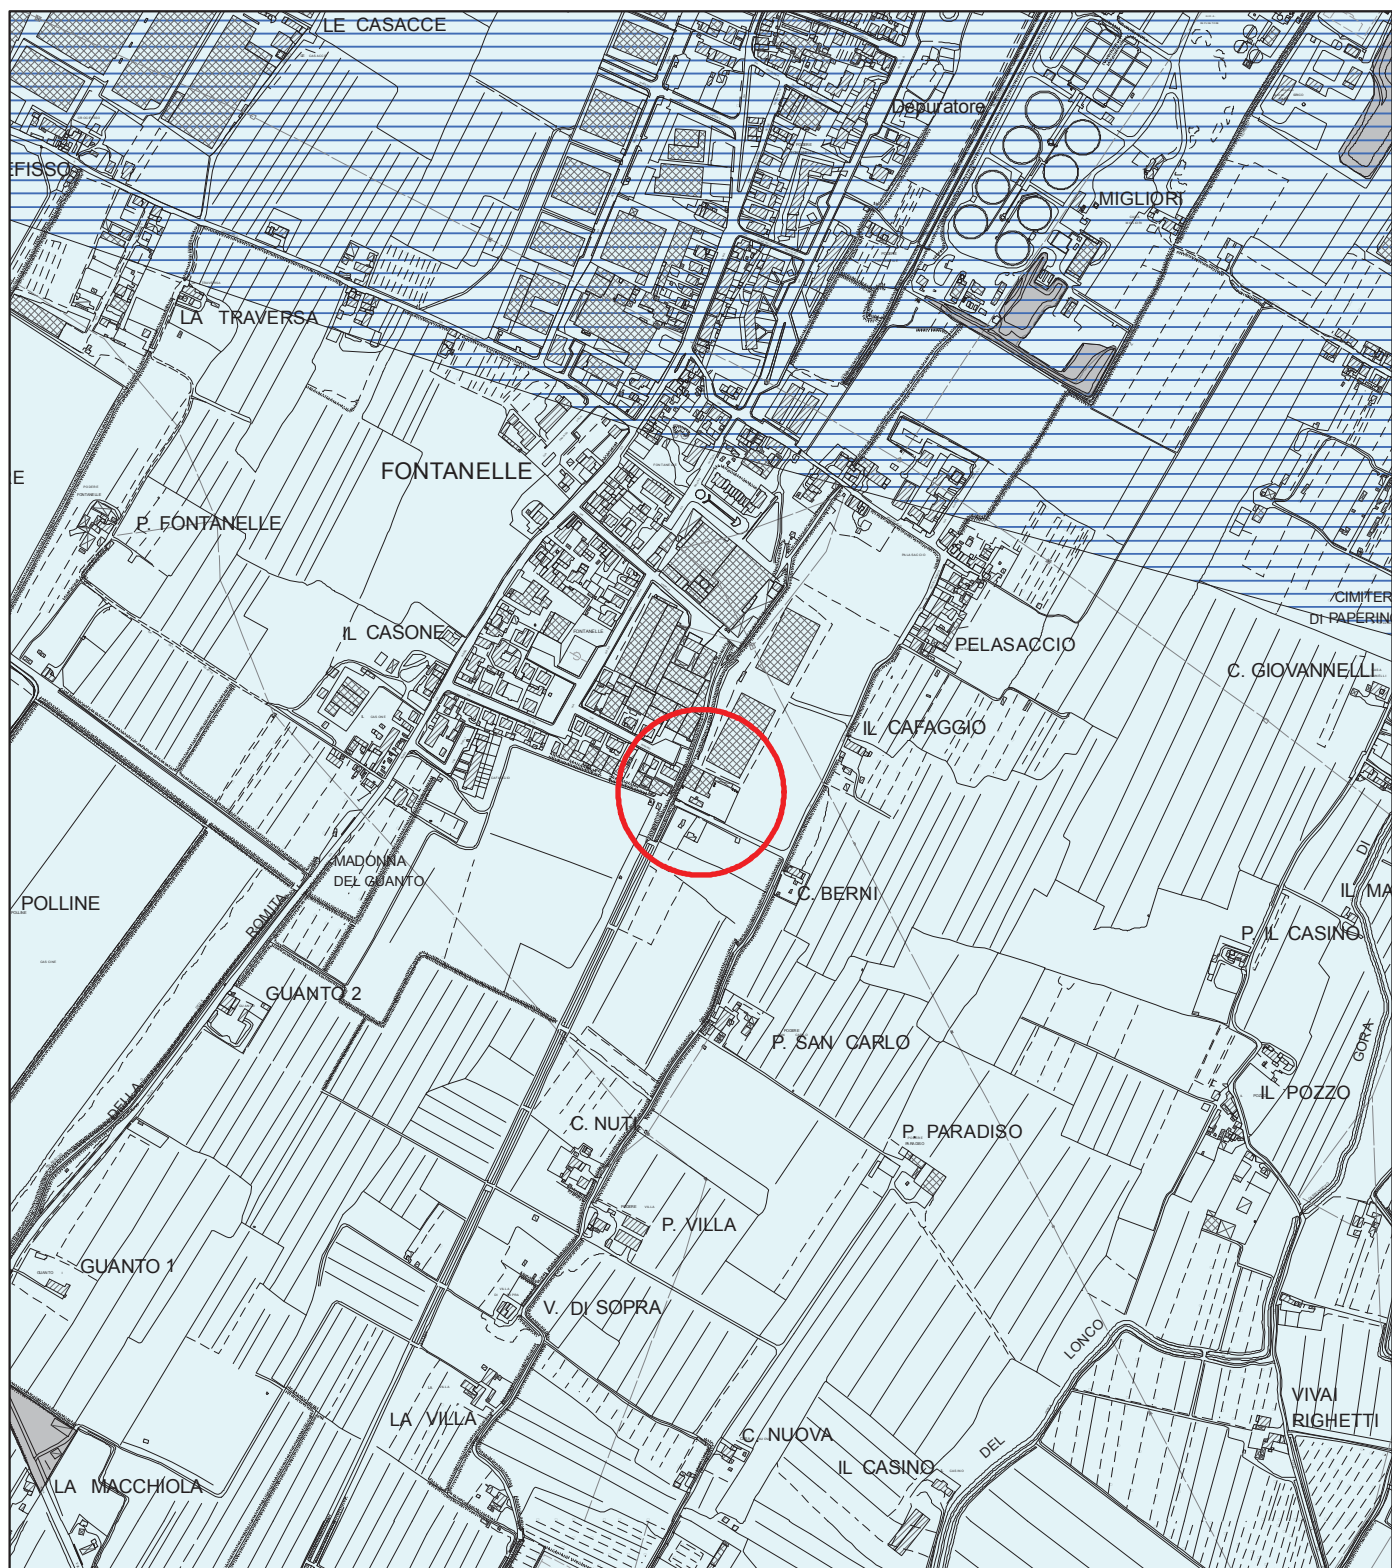 LE CASACCE
Depuratore
EFISSO
MIGLIORI
LA TRAVERSA
FONTANELLE
E
P. FONTANELLE
CIMITER
DI PAPERINO
IL CASONE
FONTANELLE
PELASACCIO
C. GIOVANNELLI
IL CAFAGGIO
MADONNA
DEL GUANTO
DI
C. BERNI
IL MA
POLLINE
ROMITA
P. IL CASINO
GUANTO 2
P. SAN CARLO
GORA
DELLA
IL POZZO
C. NUTI
P. PARADISO
P. VILLA
GUANTO 1
V. DI SOPRA
LONCO
VIVAI
RIGHETTI
LA VILLA
C. NUOVA
DEL
IL CASINO
LA MACCHIOLA